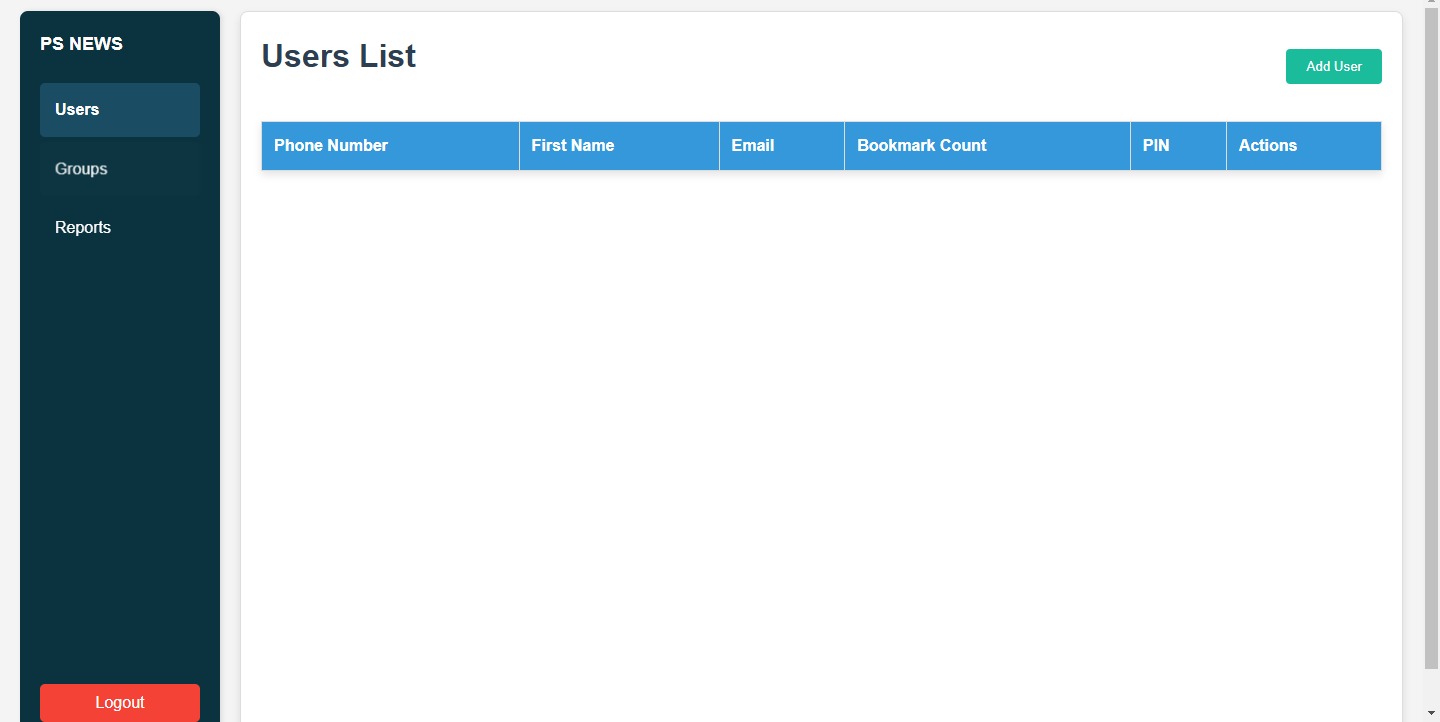 PS NEWS
Users
Groups
Reports
Logout
Users List
Add User
Phone Number First Name Email Bookmark Count PIN Actions